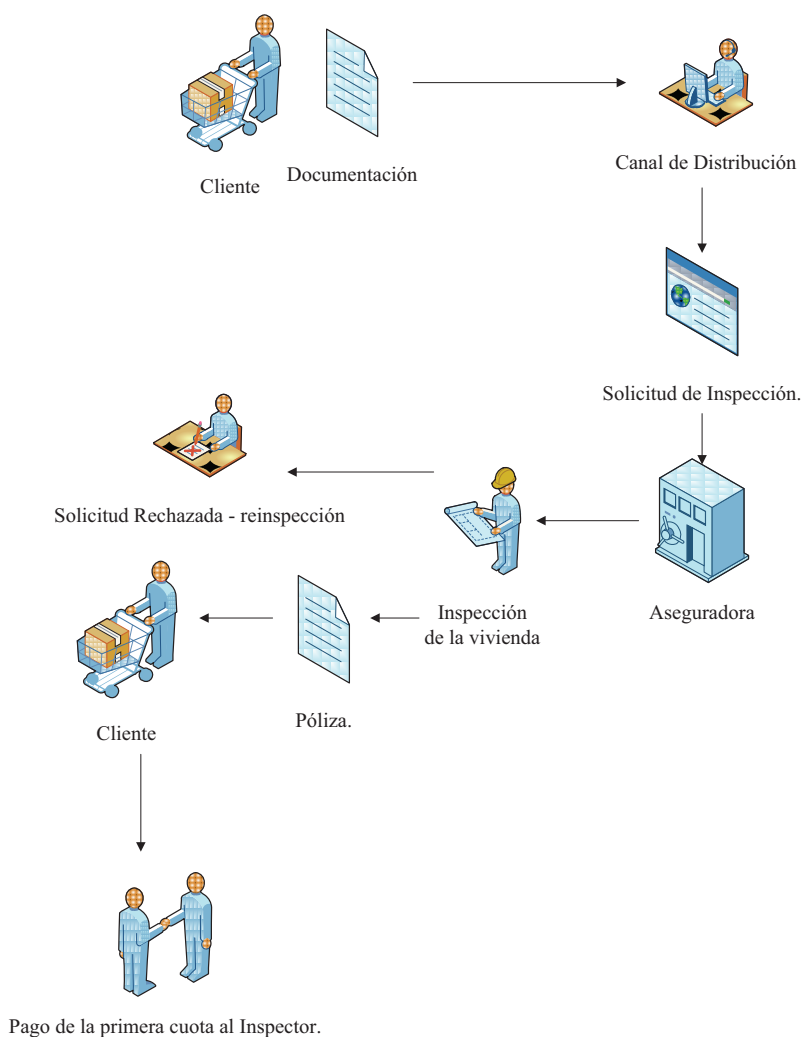 Cliente
Documentación
Canal de Distribución
Solicitud de Inspección.
Solicitud Rechazada - reinspección
Inspección
de la vivienda
Aseguradora
Póliza.
Cliente
Pago de la primera cuota al Inspector.